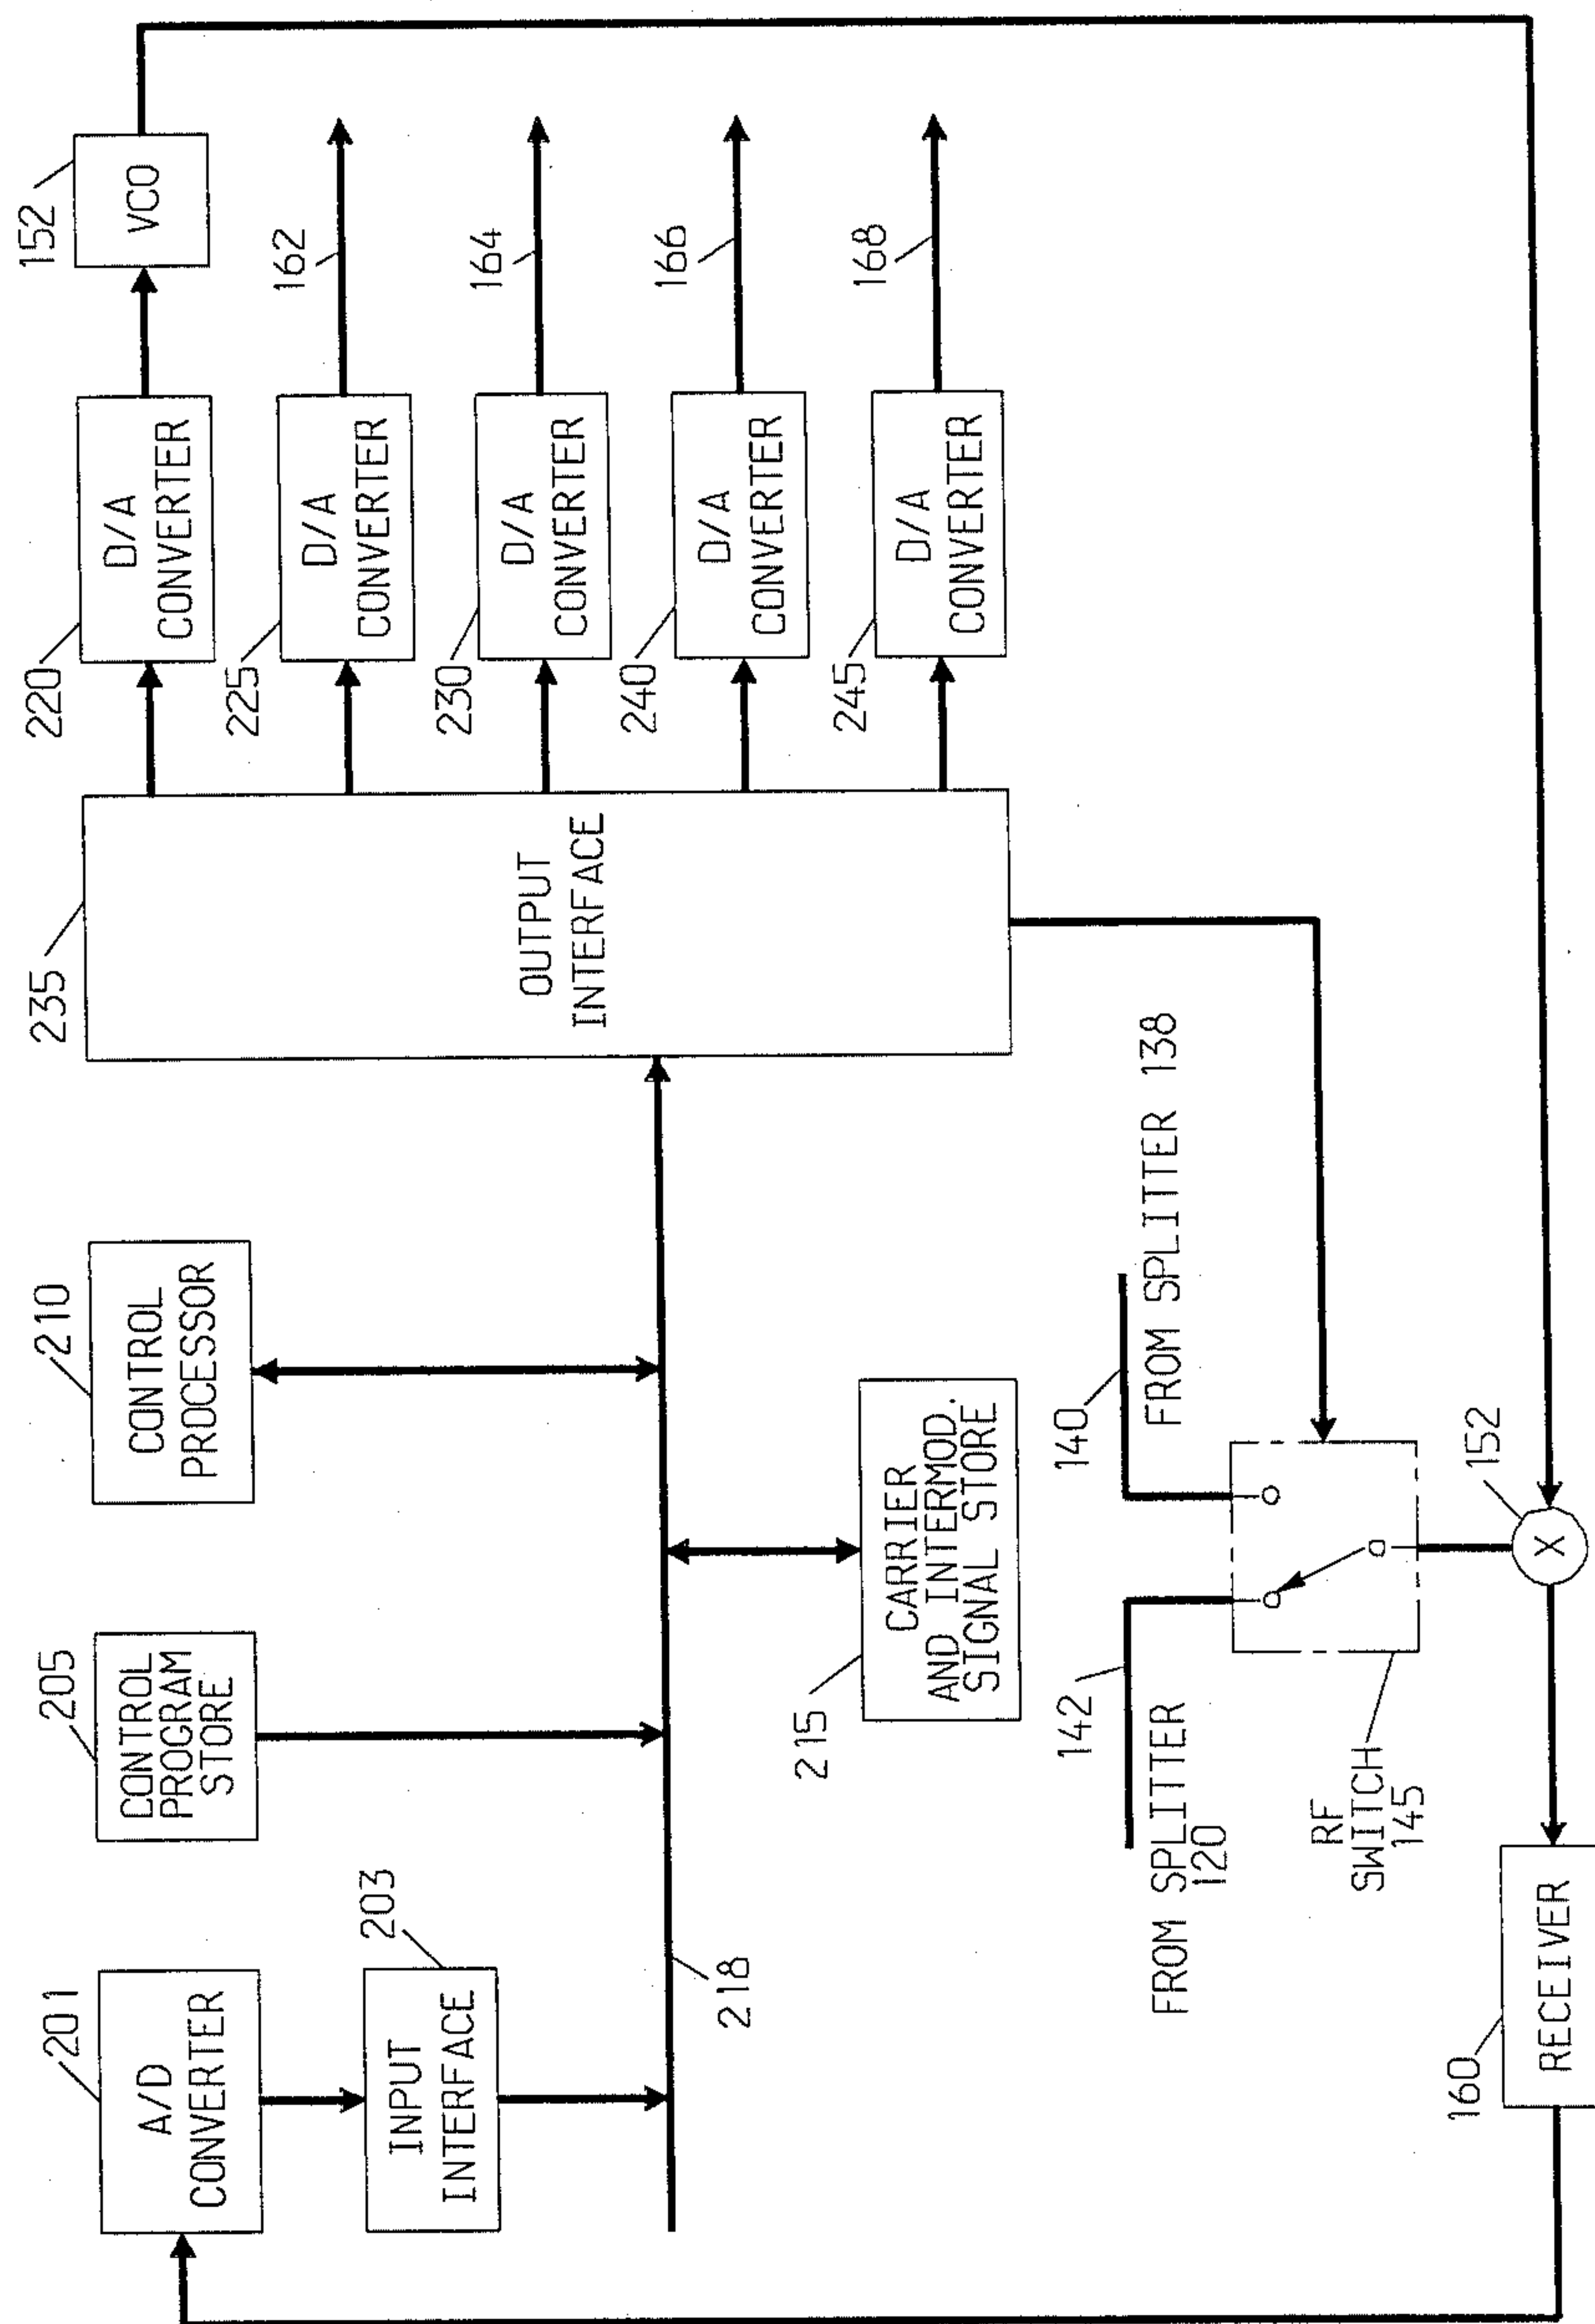 201
A/D
CONVERTER
203
INPUT
INTERFACE
205
CONTROL
PROGRAM
STORE
210
CONTROL
PROCESSOR
218
215
CARRIER
AND INTERMOD.
SIGNAL STORE
235
OUTPUT
INTERFACE
220
D/A
CONVERTER
152
VCO
225
D/A
CONVERTER
162
230
D/A
CONVERTER
164
240
D/A
CONVERTER
166
245
D/A
CONVERTER
168
142
FROM SPLITTER
120
140
FROM SPLITTER 138
RF
SWITCH
145
152
X
160
RECEIVER